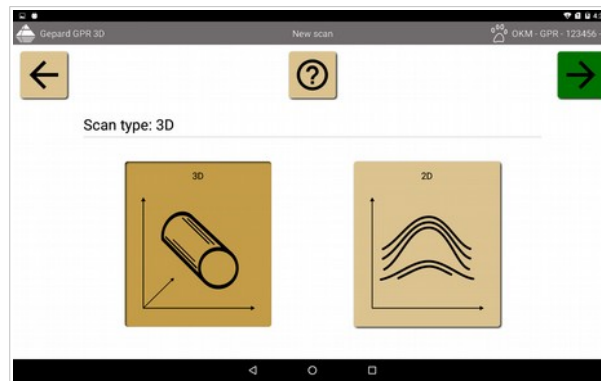 Gepard GPR 3D
New scan
OKM - GPR - 123456 -
?
Scan type: 3D
3D
2D